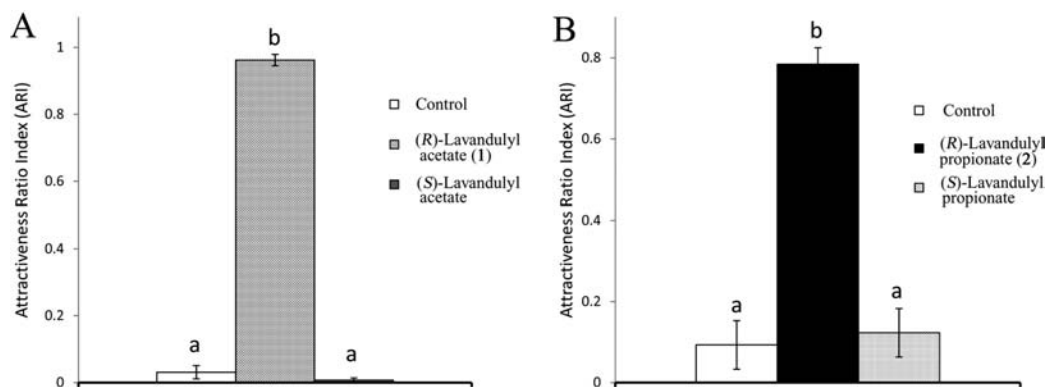 A
Attractiveness Ratio Index (ARI)
1
0.8
0.6
0.4
0.2
0
a
b
a
Control
(R)-Lavandulyl
acetate (1)
(S)-Lavandulyl
acetate
B
Attractiveness Ratio Index (ARI)
0.8
0.6
0.4
0.2
0
a
b
a
Control
(R)-Lavandulyl
propionate (2)
(S)-Lavandulyl
propionate